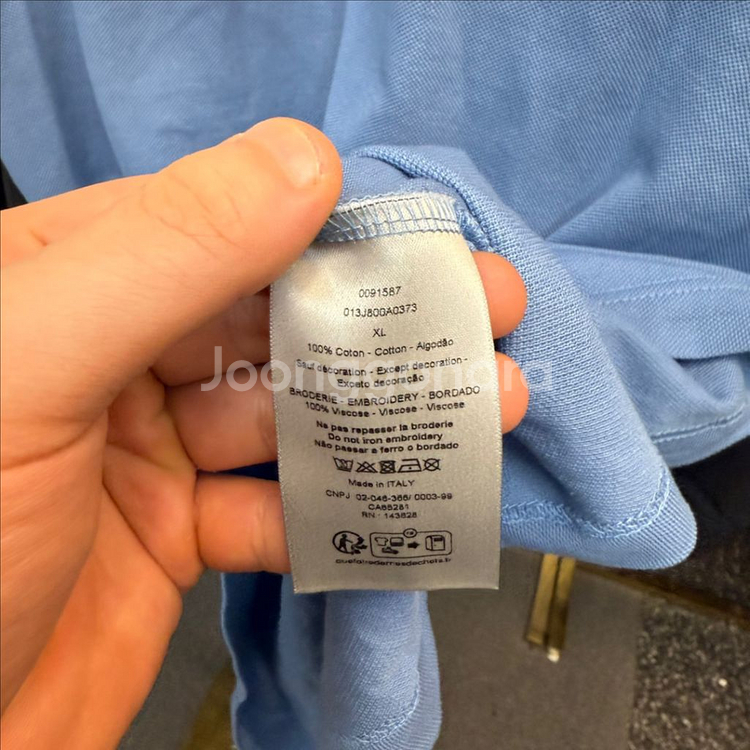 0091587
013J800A0373
XL
100% Coton - Cotton - Algodão
Sauf décoration - Except decoration -
Exceto decoração
BRODERIE - EMBROIDERY - BORDADO
100% Viscose - Viscose - Viscose
Ne pas repasser la broderie
Do not iron embroidery
Não passar a ferro o bordado
Made in ITALY
CNPJ 02-046-366/ 0003-99
CA65281
RN : 143828
quefairedemesdechets.fr
Joongonara